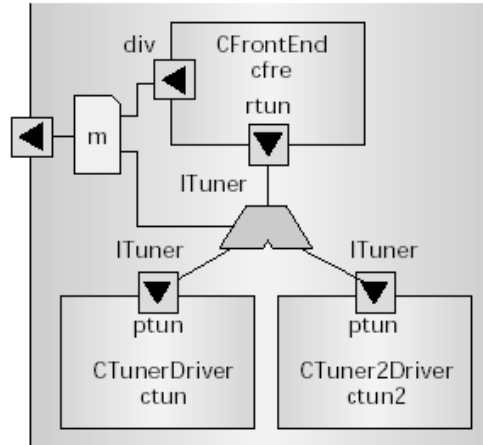 div
CFrontEnd
cfre
rtun
m
ITuner
ITuner
ITuner
ptun
ptun
CTunerDriver
ctun
CTuner2Driver
ctun2